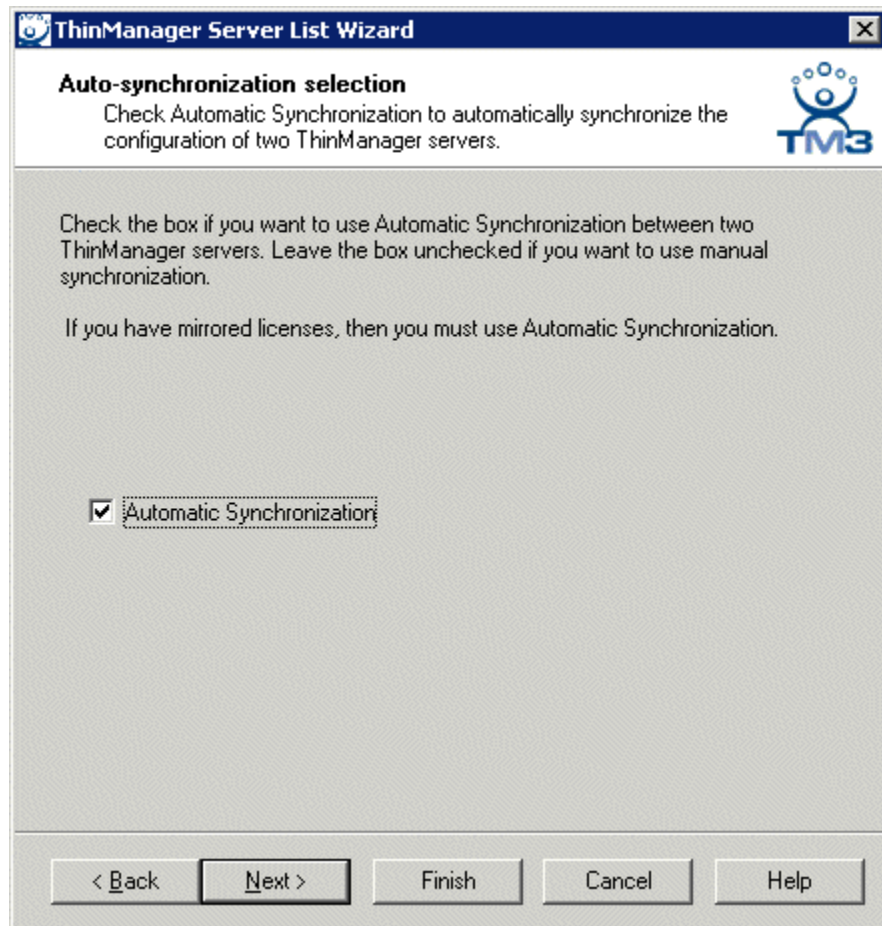 ThinManager Server List Wizard
Auto-synchronization selection
Check Automatic Synchronization to automatically synchronize the
configuration of two ThinManager servers.
TM3
Check the box if you want to use Automatic Synchronization between two
ThinManager servers. Leave the box unchecked if you want to use manual
synchronization.
If you have mirrored licenses, then you must use Automatic Synchronization.
Automatic Synchronization
< Back Next > Finish Cancel Help